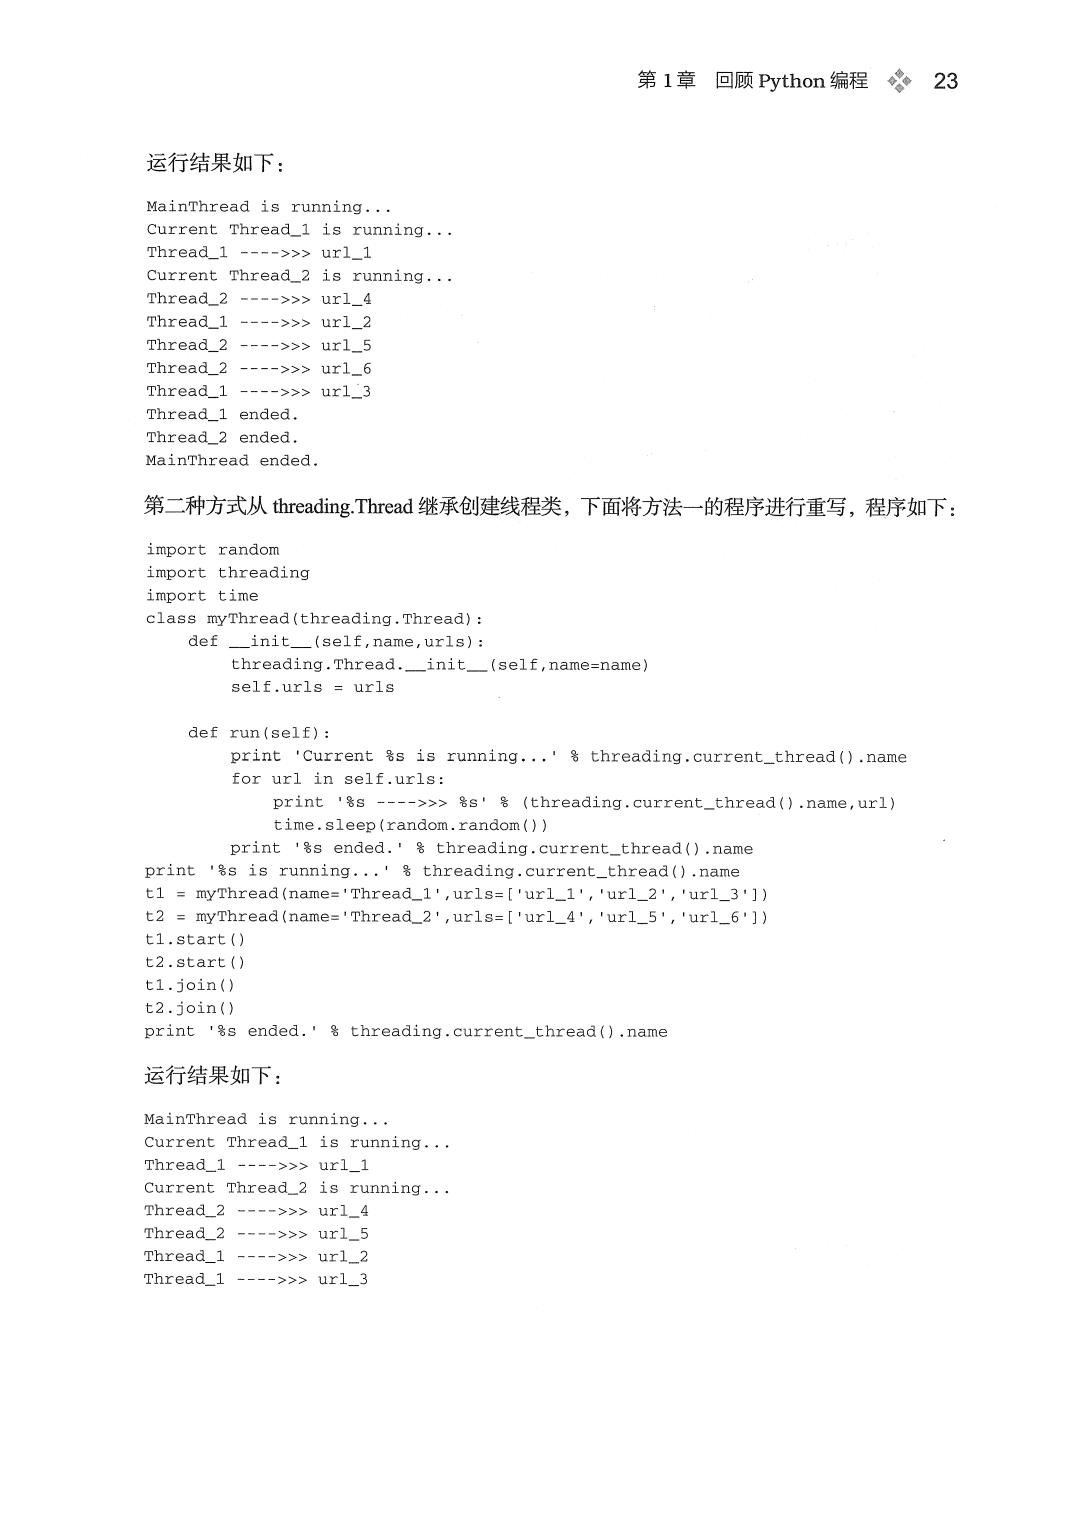 第 1 章 回顾 Python 编程 23
运行结果如下：
MainThread is running...
Current Thread_1 is running...
Thread_1 ---->>> url_1
Current Thread_2 is running...
Thread_2 ---->>> url_4
Thread_1 ---->>> url_2
Thread_2 ---->>> url_5
Thread_2 ---->>> url_6
Thread_1 ---->>> url_3
Thread_1 ended.
Thread_2 ended.
MainThread ended.
第二种方式从 threading.Thread 继承创建线程类，下面将方法一的程序进行重写，程序如下：
import random
import threading
import time
class myThread(threading.Thread):
    def __init__(self,name,urls):
        threading.Thread.__init__(self,name=name)
        self.urls = urls
    def run(self):
        print 'Current %s is running...' % threading.current_thread().name
        for url in self.urls:
            print '%s ---->>> %s' % (threading.current_thread().name,url)
            time.sleep(random.random())
        print '%s ended.' % threading.current_thread().name
print '%s is running...' % threading.current_thread().name
t1 = myThread(name='Thread_1',urls=['url_1','url_2','url_3'])
t2 = myThread(name='Thread_2',urls=['url_4','url_5','url_6'])
t1.start()
t2.start()
t1.join()
t2.join()
print '%s ended.' % threading.current_thread().name
运行结果如下：
MainThread is running...
Current Thread_1 is running...
Thread_1 ---->>> url_1
Current Thread_2 is running...
Thread_2 ---->>> url_4
Thread_2 ---->>> url_5
Thread_1 ---->>> url_2
Thread_1 ---->>> url_3